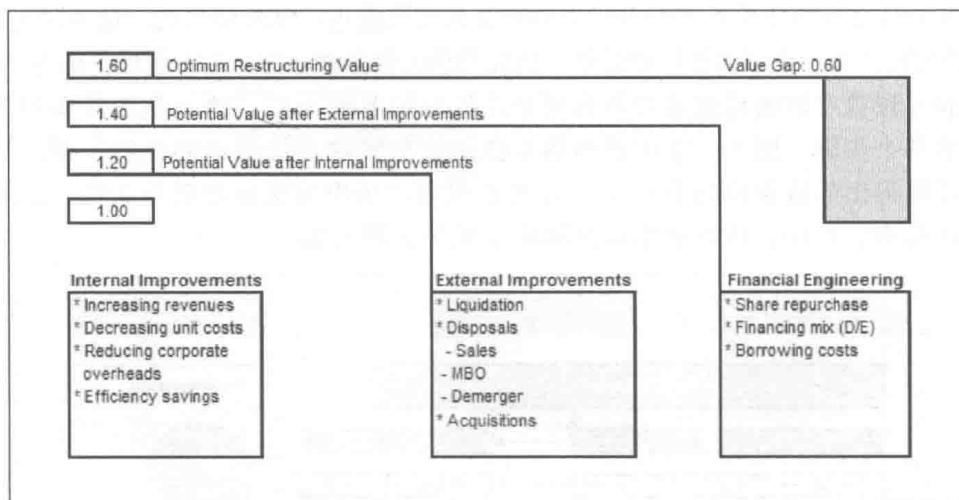 1.60 Optimum Restructuring Value Value Gap: 0.60
1.40 Potential Value after External Improvements
1.20 Potential Value after Internal Improvements
1.00
Internal Improvements
* Increasing revenues
* Decreasing unit costs
* Reducing corporate
overheads
* Efficiency savings
External Improvements
* Liquidation
* Disposals
- Sales
- MBO
- Demerger
* Acquisitions
Financial Engineering
* Share repurchase
* Financing mix (D/E)
* Borrowing costs